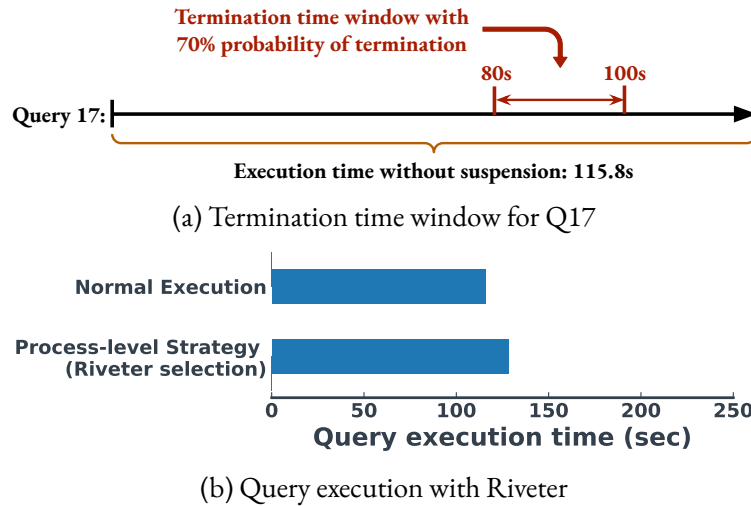 Termination time window with
70% probability of termination
80s
100s
Query 17:
Execution time without suspension: 115.8s
(a) Termination time window for Q17
Normal Execution
Process-level Strategy
(Riveter selection)
0 50 100 150 200 250
Query execution time (sec)
(b) Query execution with Riveter